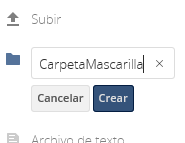 Subir
CarpetaMascarilla
Cancelar Crear
Archivo de texto